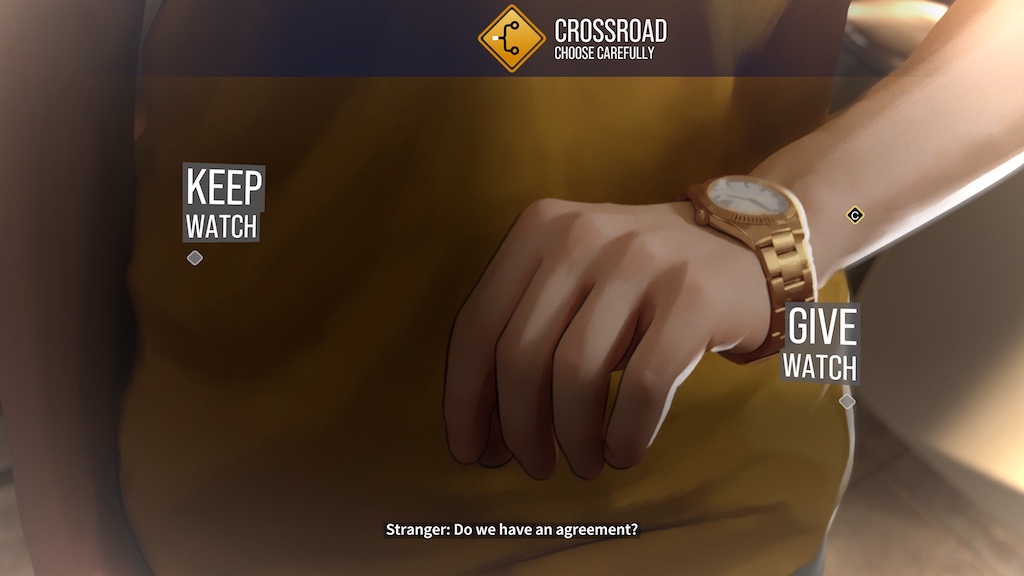 CROSSROAD
CHOOSE CAREFULLY
KEEP
WATCH
C
GIVE
WATCH
Stranger: Do we have an agreement?